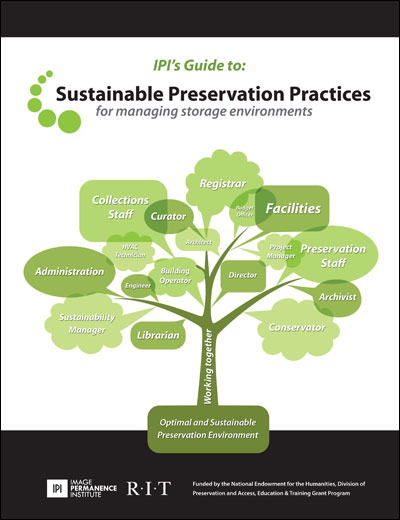 IPI's Guide to:
Sustainable Preservation Practices
for managing storage environments
Registrar
Collections
Staff
Curator
Budget
Officer
Facilities
Architect
HVAC
Technician
Project
Manager
Preservation
Staff
Administration
Building
Operator
Director
Engineer
Archivist
Sustainability
Manager
Librarian
Conservator
Working together
Optimal and Sustainable
Preservation Environment
IPI
IMAGE
PERMANENCE
INSTITUTE
R·I·T
Funded by the National Endowment for the Humanities, Division of
Preservation and Access, Education & Training Grant Program